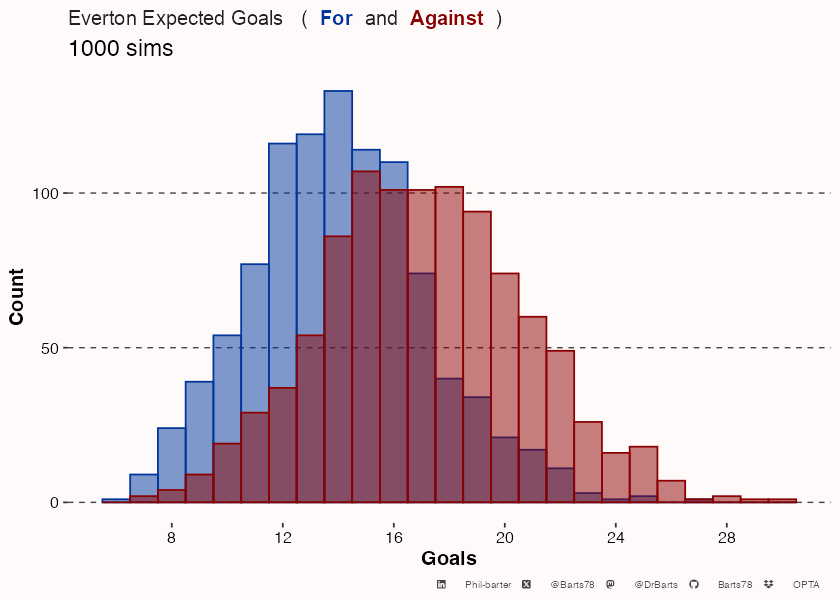 Everton Expected Goals ( For and Against )
1000 sims
Count
100
50
0
8 12 16 20 24 28
Goals
Phil-barter @Barts78 @DrBarts Barts78 OPTA